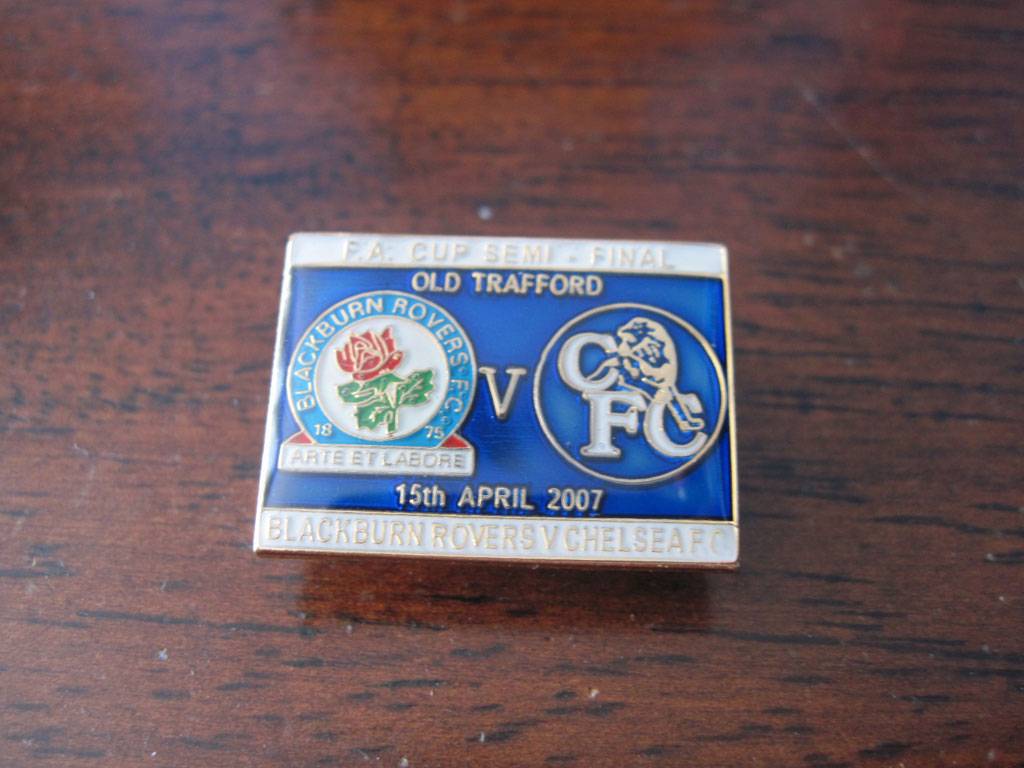 F.A. CUP SEMI - FINAL
OLD TRAFFORD
BLACKBURN ROVERS F.C.
18 75
ARTE ET LABORE
V
CFC
15th APRIL 2007
BLACKBURN ROVERS V CHELSEA FC